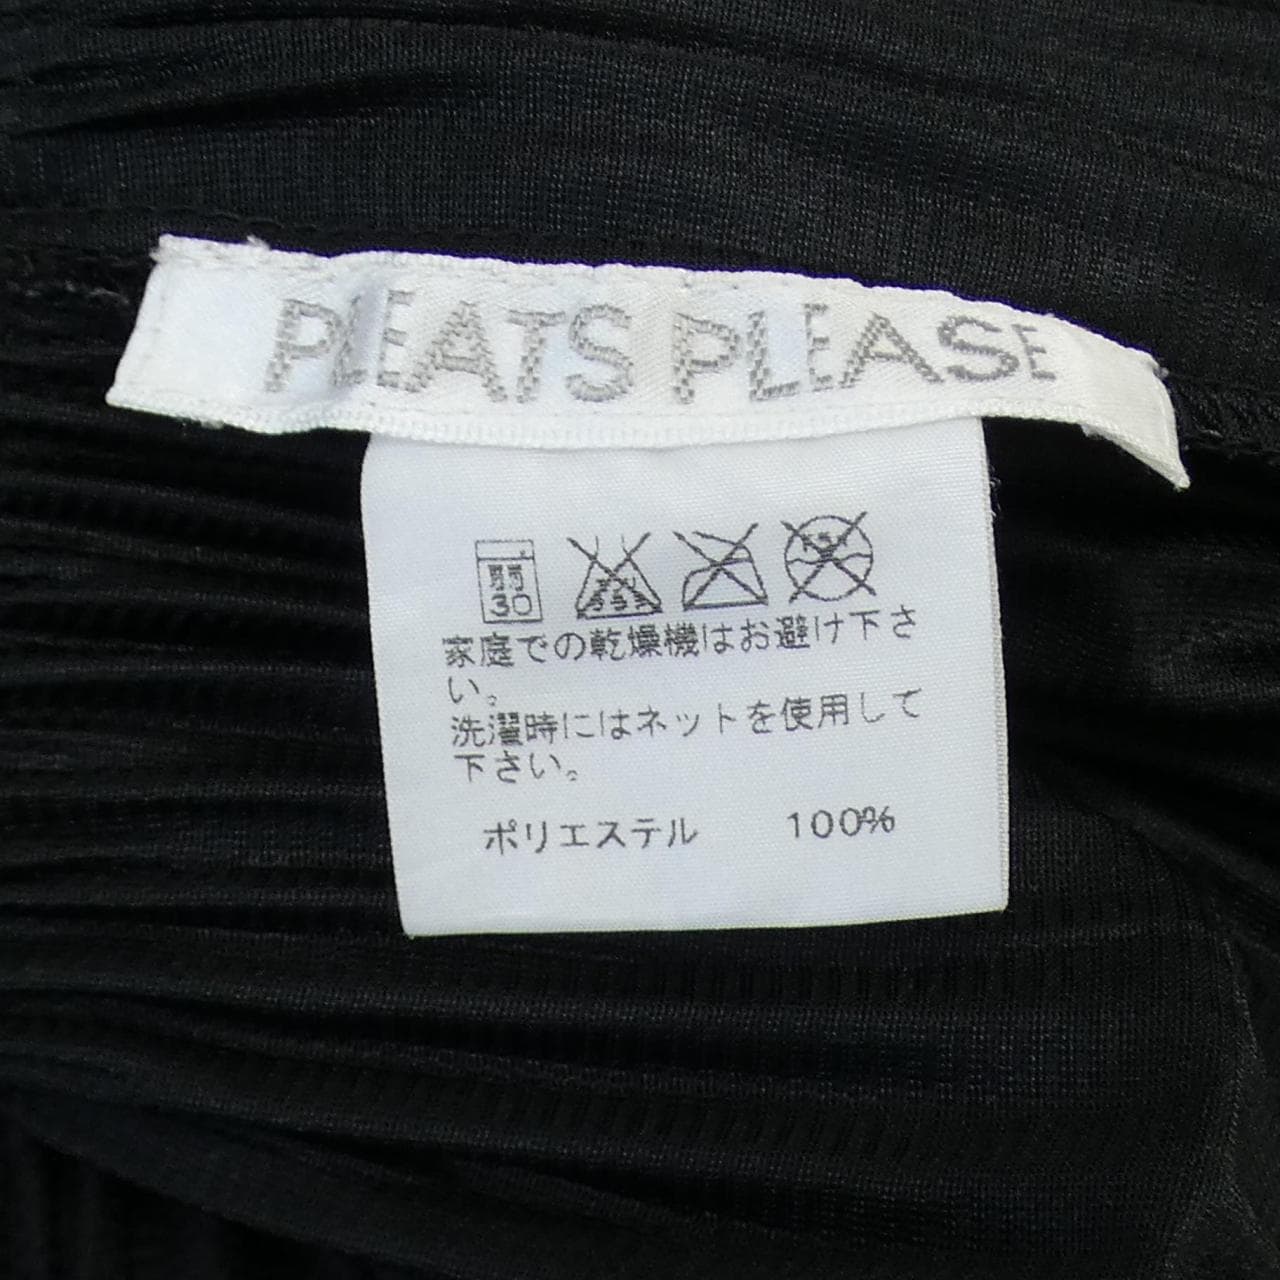 PLEATS PLEASE
弱
30
家庭での乾燥機はお避け下さ
い。
洗濯時にはネットを使用して
下さい。
ポリエステル 100%